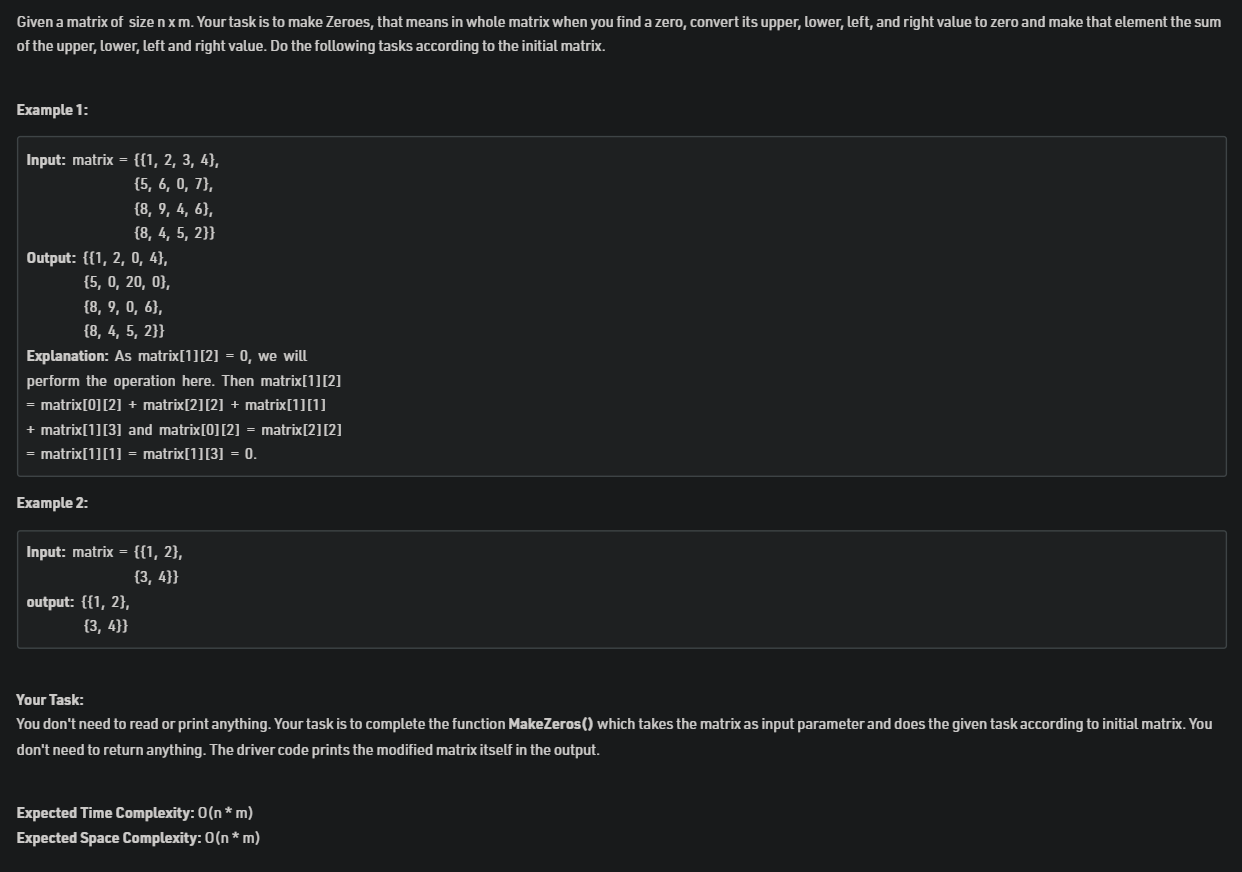 Given a matrix of size n x m. Your task is to make Zeroes, that means in whole matrix when you find a zero, convert its upper, lower, left, and right value to zero and make that element the sum
of the upper, lower, left and right value. Do the following tasks according to the initial matrix.
Example 1:
Input: matrix = {{1, 2, 3, 4},
{5, 6, 0, 7},
{8, 9, 4, 6},
{8, 4, 5, 2}}
Output: {{1, 2, 0, 4},
{5, 0, 20, 0},
{8, 9, 0, 6},
{8, 4, 5, 2}}
Explanation: As matrix[1][2] = 0, we will
perform the operation here. Then matrix[1][2]
= matrix[0][2] + matrix[2][2] + matrix[1][1]
+ matrix[1][3] and matrix[0][2] = matrix[2][2]
= matrix[1][1] = matrix[1][3] = 0.
Example 2:
Input: matrix = {{1, 2},
{3, 4}}
output: {{1, 2},
{3, 4}}
Your Task:
You don't need to read or print anything. Your task is to complete the function MakeZeros() which takes the matrix as input parameter and does the given task according to initial matrix. You
don't need to return anything. The driver code prints the modified matrix itself in the output.
Expected Time Complexity: O(n * m)
Expected Space Complexity: O(n * m)